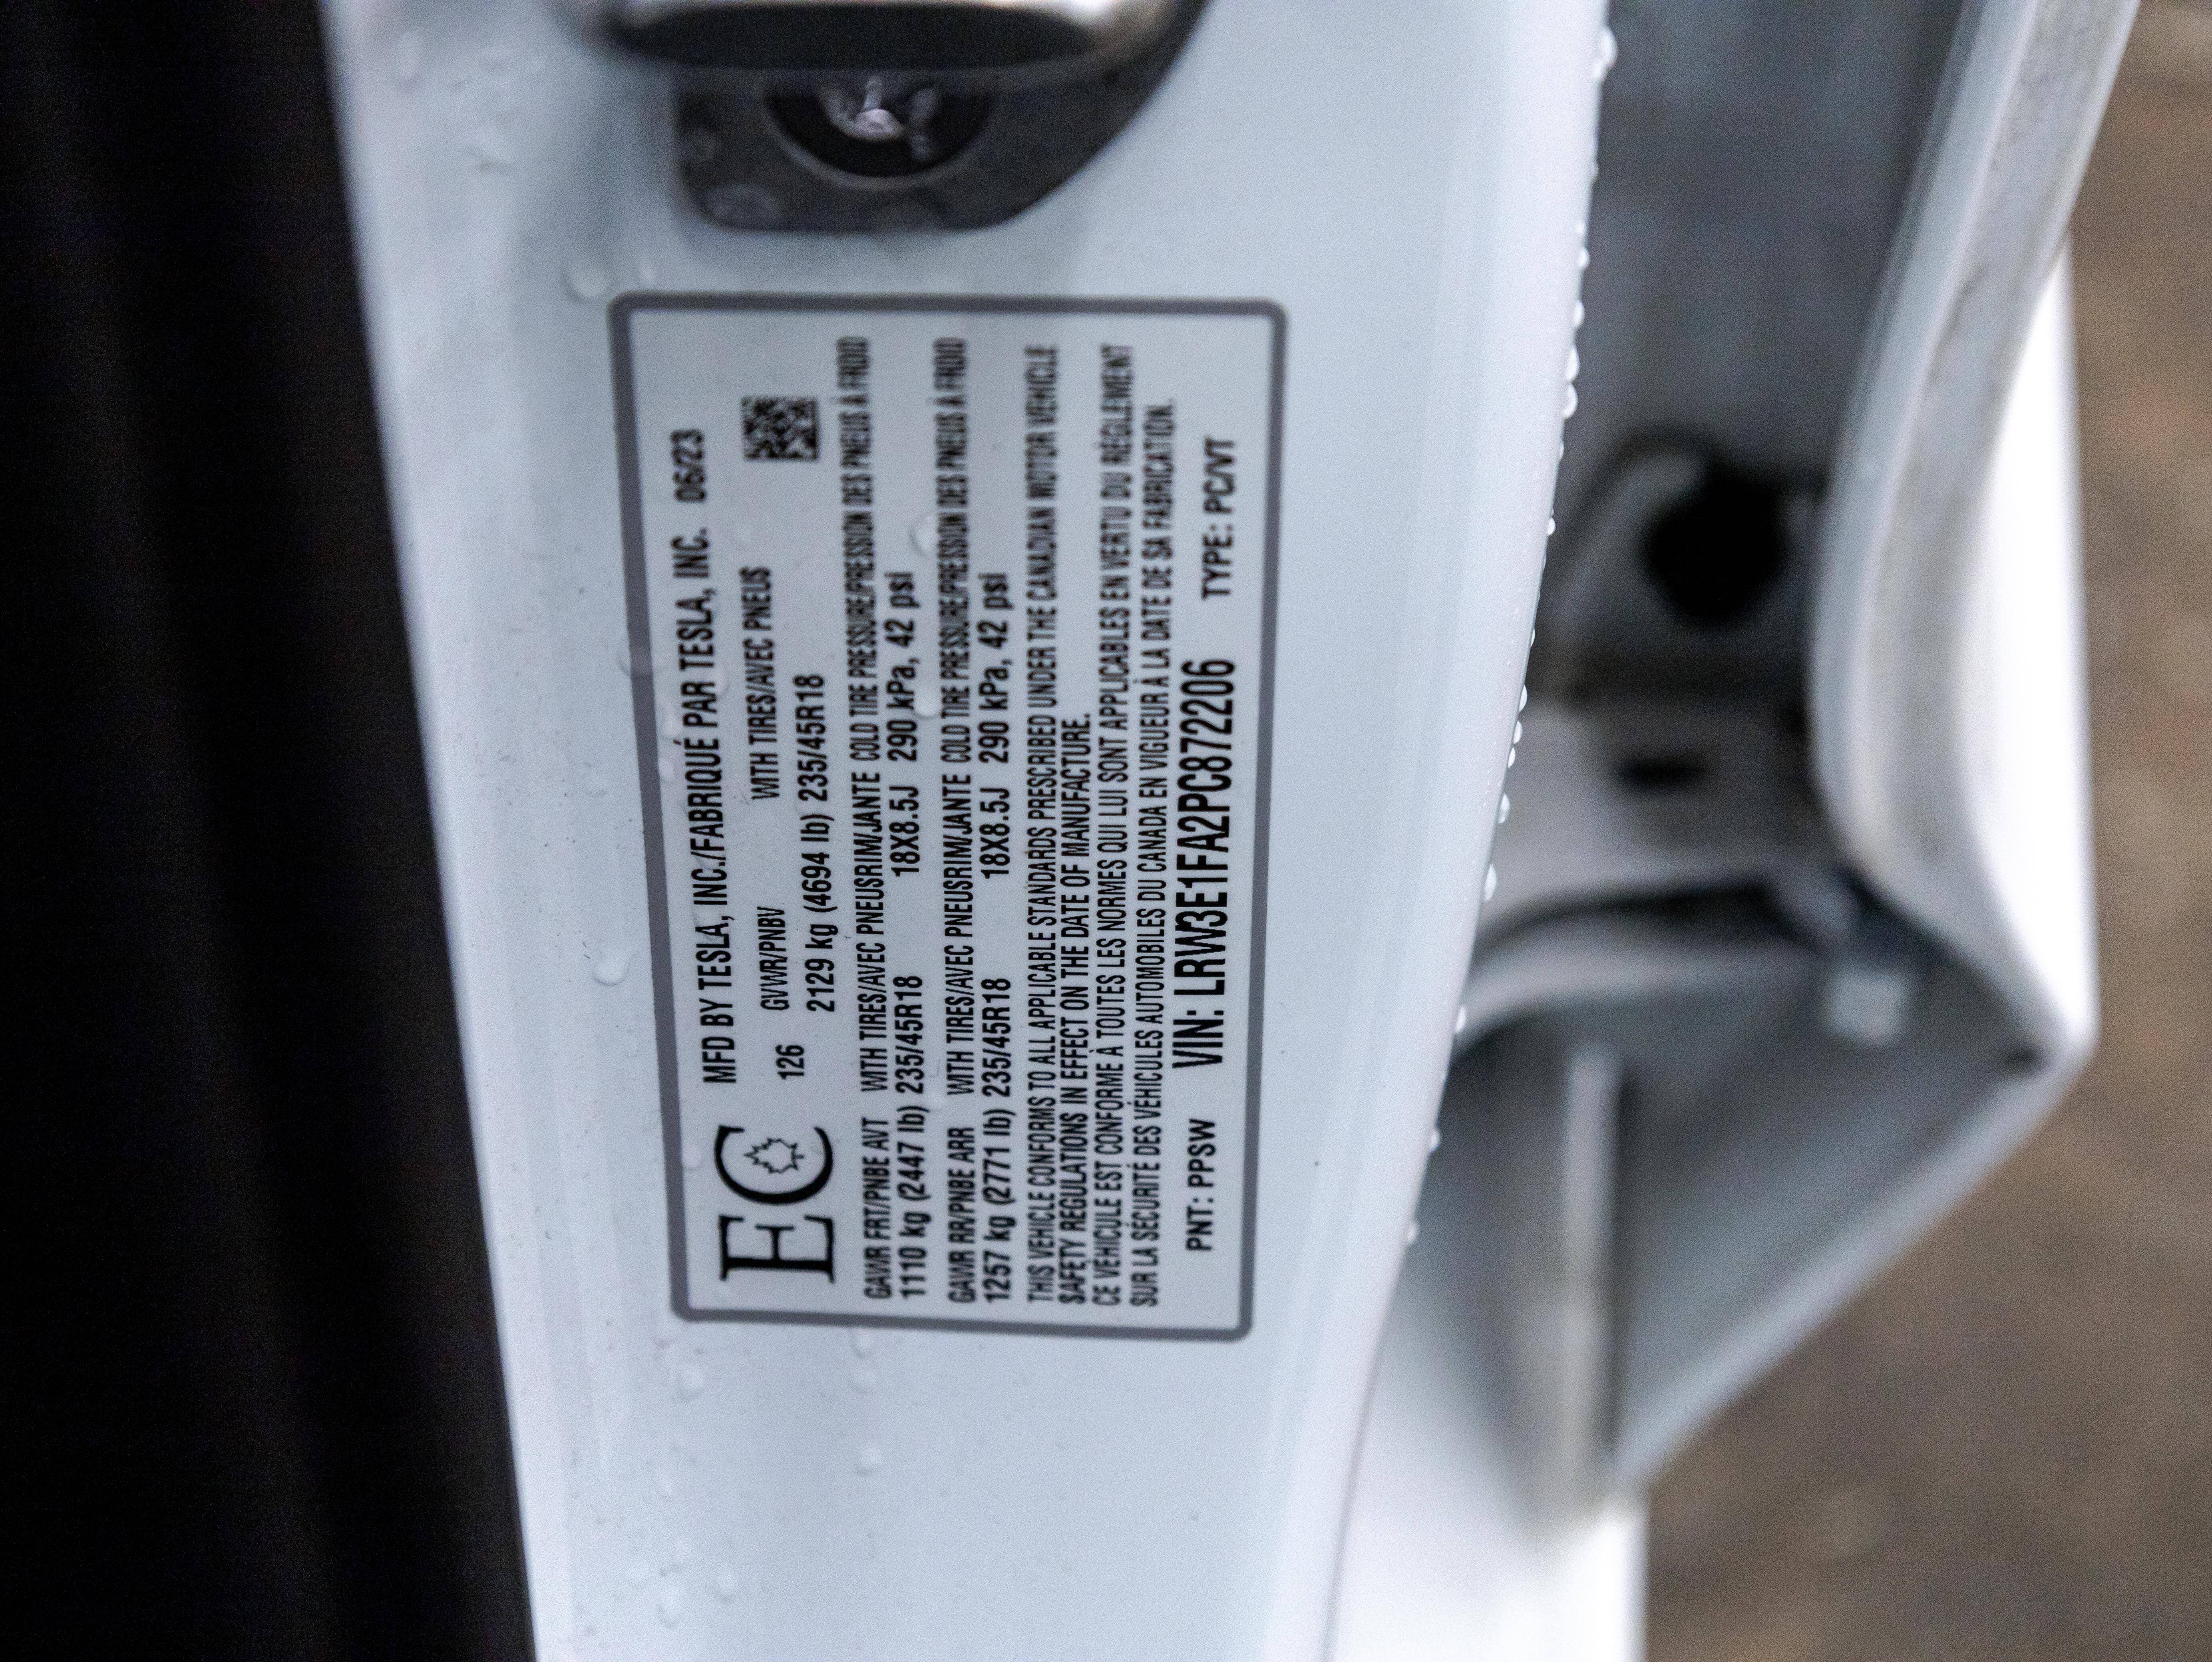 EC
MFD BY TESLA, INC./FABRIQUÉ PAR TESLA, INC. 06/23
126 GVWR/PNBV WITH TIRES/AVEC PNEUS
2129 kg (4694 lb) 235/45R18
GAWR FRT/PNBE AVT WITH TIRES/AVEC PNEUS RIM/JANTE COLD TIRE PRESSURE/PRESSION DES PNEUS À FROID
1110 kg (2447 lb) 235/45R18 18X8.5J 290 kPa, 42 psi
GAWR RR/PNBE ARR WITH TIRES/AVEC PNEUS RIM/JANTE COLD TIRE PRESSURE/PRESSION DES PNEUS À FROID
1257 kg (2771 lb) 235/45R18 18X8.5J 290 kPa, 42 psi
THIS VEHICLE CONFORMS TO ALL APPLICABLE STANDARDS PRESCRIBED UNDER THE CANADIAN MOTOR VEHICLE
SAFETY REGULATIONS IN EFFECT ON THE DATE OF MANUFACTURE.
CE VÉHICULE EST CONFORME À TOUTES LES NORMES QUI LUI SONT APPLICABLES EN VERTU DU RÈGLEMENT
SUR LA SÉCURITÉ DES VÉHICULES AUTOMOBILES DU CANADA EN VIGUEUR À LA DATE DE SA FABRICATION.
PNT: PPSW VIN: LRW3E1FA2PC872206 TYPE: PC/VT